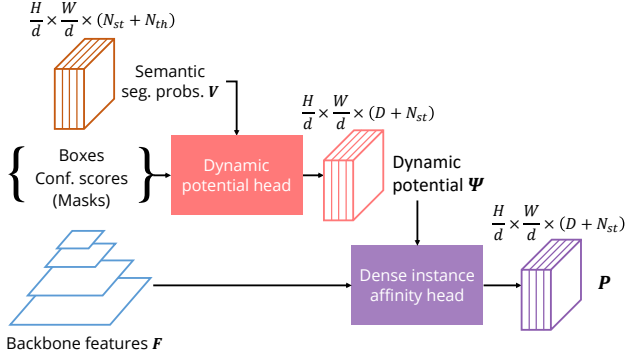 H/d × W/d × (N_st + N_th)
Semantic
seg. probs. V
H/d × W/d × (D + N_st)
{ Boxes
Conf. scores
(Masks) }
Dynamic
potential head
Dynamic
potential Ψ
H/d × W/d × (D + N_st)
Dense instance
affinity head
P
Backbone features F